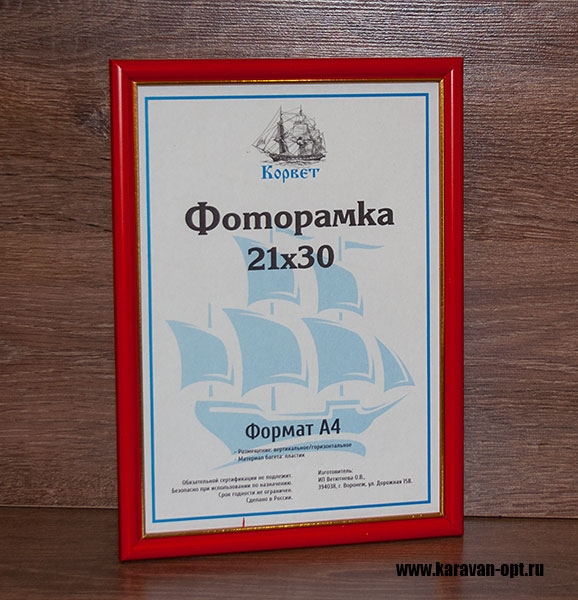 Корвет
Фоторамка
21х30
Формат А4
- Размещение: вертикальное/горизонтальное
Материал багета: пластик
Обязательной сертификации не подлежит.
Безопасно при использовании по назначению.
Срок годности не ограничен.
Сделано в России.
Изготовитель:
ИП Ветютнева О.В.,
394038, г. Воронеж, ул. Дорожная 15В.
www.karavan-opt.ru